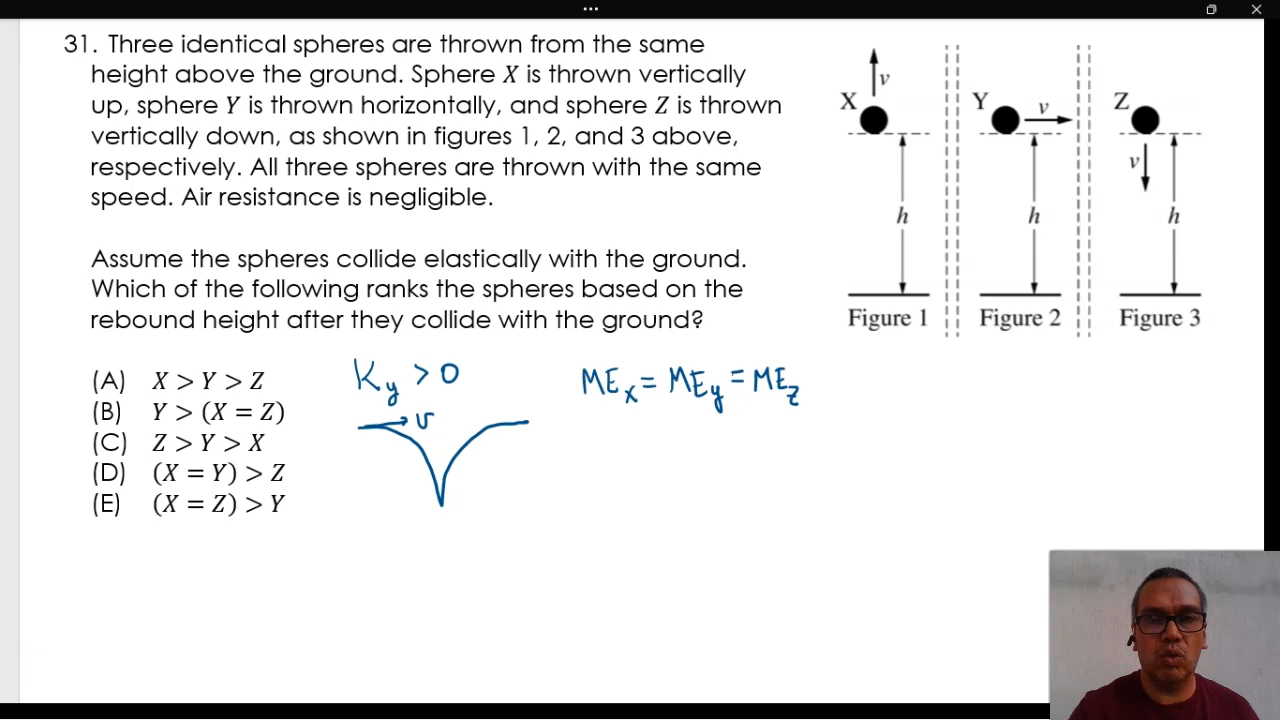 31. Three identical spheres are thrown from the same
height above the ground. Sphere X is thrown vertically
up, sphere Y is thrown horizontally, and sphere Z is thrown
vertically down, as shown in figures 1, 2, and 3 above,
respectively. All three spheres are thrown with the same
speed. Air resistance is negligible.
Assume the spheres collide elastically with the ground.
Which of the following ranks the spheres based on the
rebound height after they collide with the ground?
(A) X > Y > Z
(B) Y > (X = Z)
(C) Z > Y > X
(D) (X = Y) > Z
(E) (X = Z) > Y
X v
h
Figure 1
Y v
h
Figure 2
Z
v
h
Figure 3
Ky > 0
v
MEx = MEy = MEz